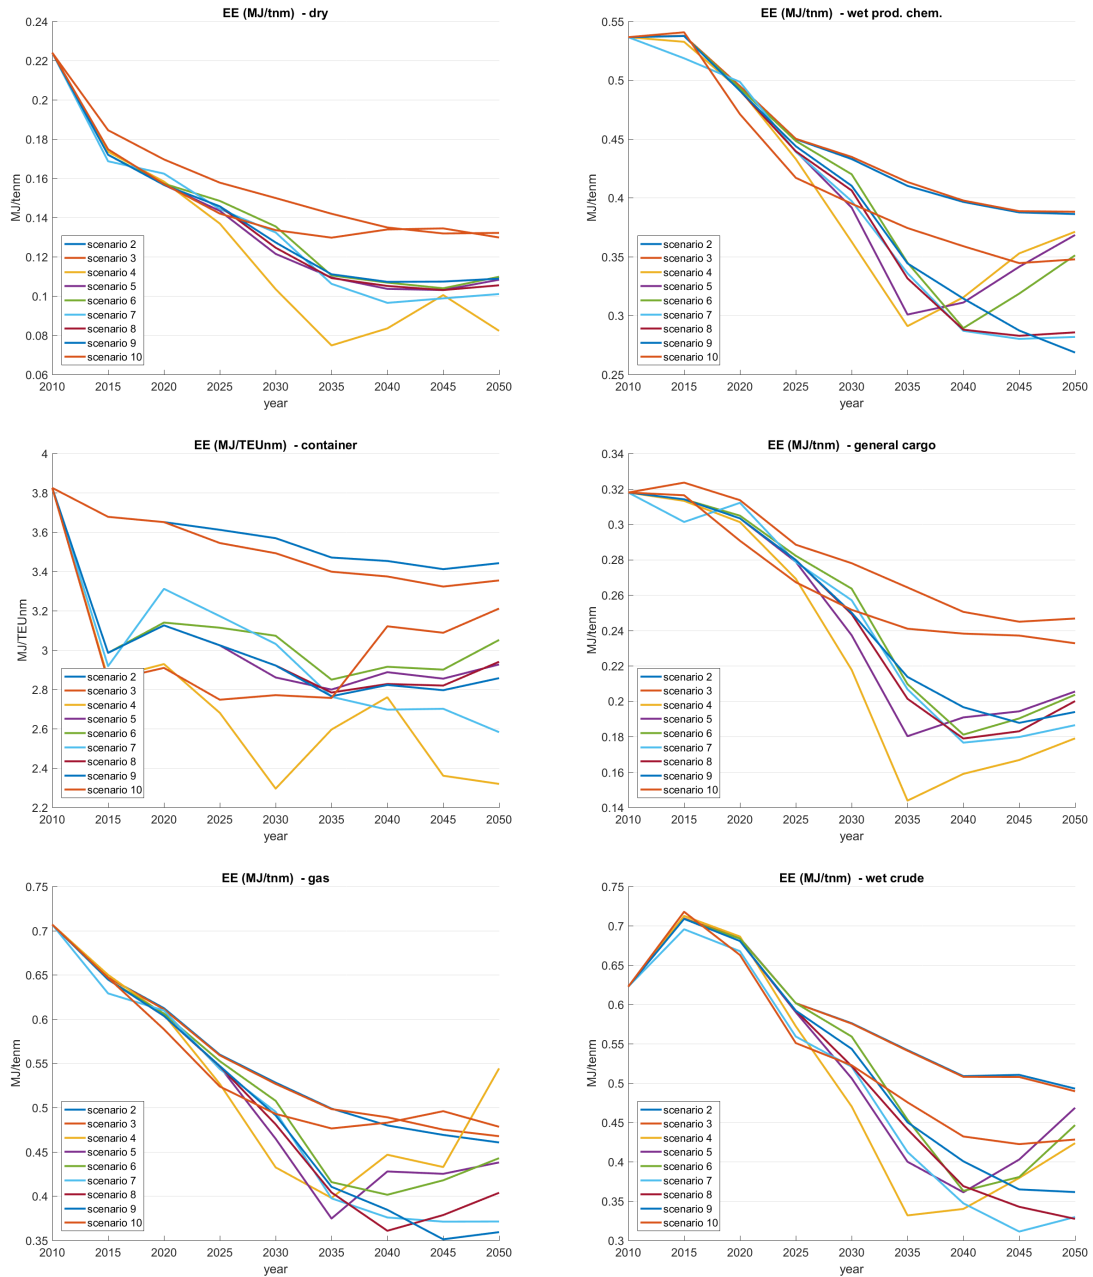 EE (MJ/tnm) - dry
0.24
0.22
0.2
0.18
0.16
0.14
0.12
0.1
0.08
0.06
MJ/tenm
scenario 2
scenario 3
scenario 4
scenario 5
scenario 6
scenario 7
scenario 8
scenario 9
scenario 10
2010 2015 2020 2025 2030 2035 2040 2045 2050
year
EE (MJ/tnm) - wet prod. chem.
0.55
0.5
0.45
0.4
0.35
0.3
0.25
MJ/tenm
scenario 2
scenario 3
scenario 4
scenario 5
scenario 6
scenario 7
scenario 8
scenario 9
scenario 10
2010 2015 2020 2025 2030 2035 2040 2045 2050
year
EE (MJ/TEUnm) - container
4
3.8
3.6
3.4
3.2
3
2.8
2.6
2.4
2.2
MJ/TEUnm
scenario 2
scenario 3
scenario 4
scenario 5
scenario 6
scenario 7
scenario 8
scenario 9
scenario 10
2010 2015 2020 2025 2030 2035 2040 2045 2050
year
EE (MJ/tnm) - general cargo
0.34
0.32
0.3
0.28
0.26
0.24
0.22
0.2
0.18
0.16
0.14
MJ/tenm
scenario 2
scenario 3
scenario 4
scenario 5
scenario 6
scenario 7
scenario 8
scenario 9
scenario 10
2010 2015 2020 2025 2030 2035 2040 2045 2050
year
EE (MJ/tnm) - gas
0.75
0.7
0.65
0.6
0.55
0.5
0.45
0.4
0.35
MJ/tenm
scenario 2
scenario 3
scenario 4
scenario 5
scenario 6
scenario 7
scenario 8
scenario 9
scenario 10
2010 2015 2020 2025 2030 2035 2040 2045 2050
year
EE (MJ/tnm) - wet crude
0.75
0.7
0.65
0.6
0.55
0.5
0.45
0.4
0.35
0.3
MJ/tenm
scenario 2
scenario 3
scenario 4
scenario 5
scenario 6
scenario 7
scenario 8
scenario 9
scenario 10
2010 2015 2020 2025 2030 2035 2040 2045 2050
year